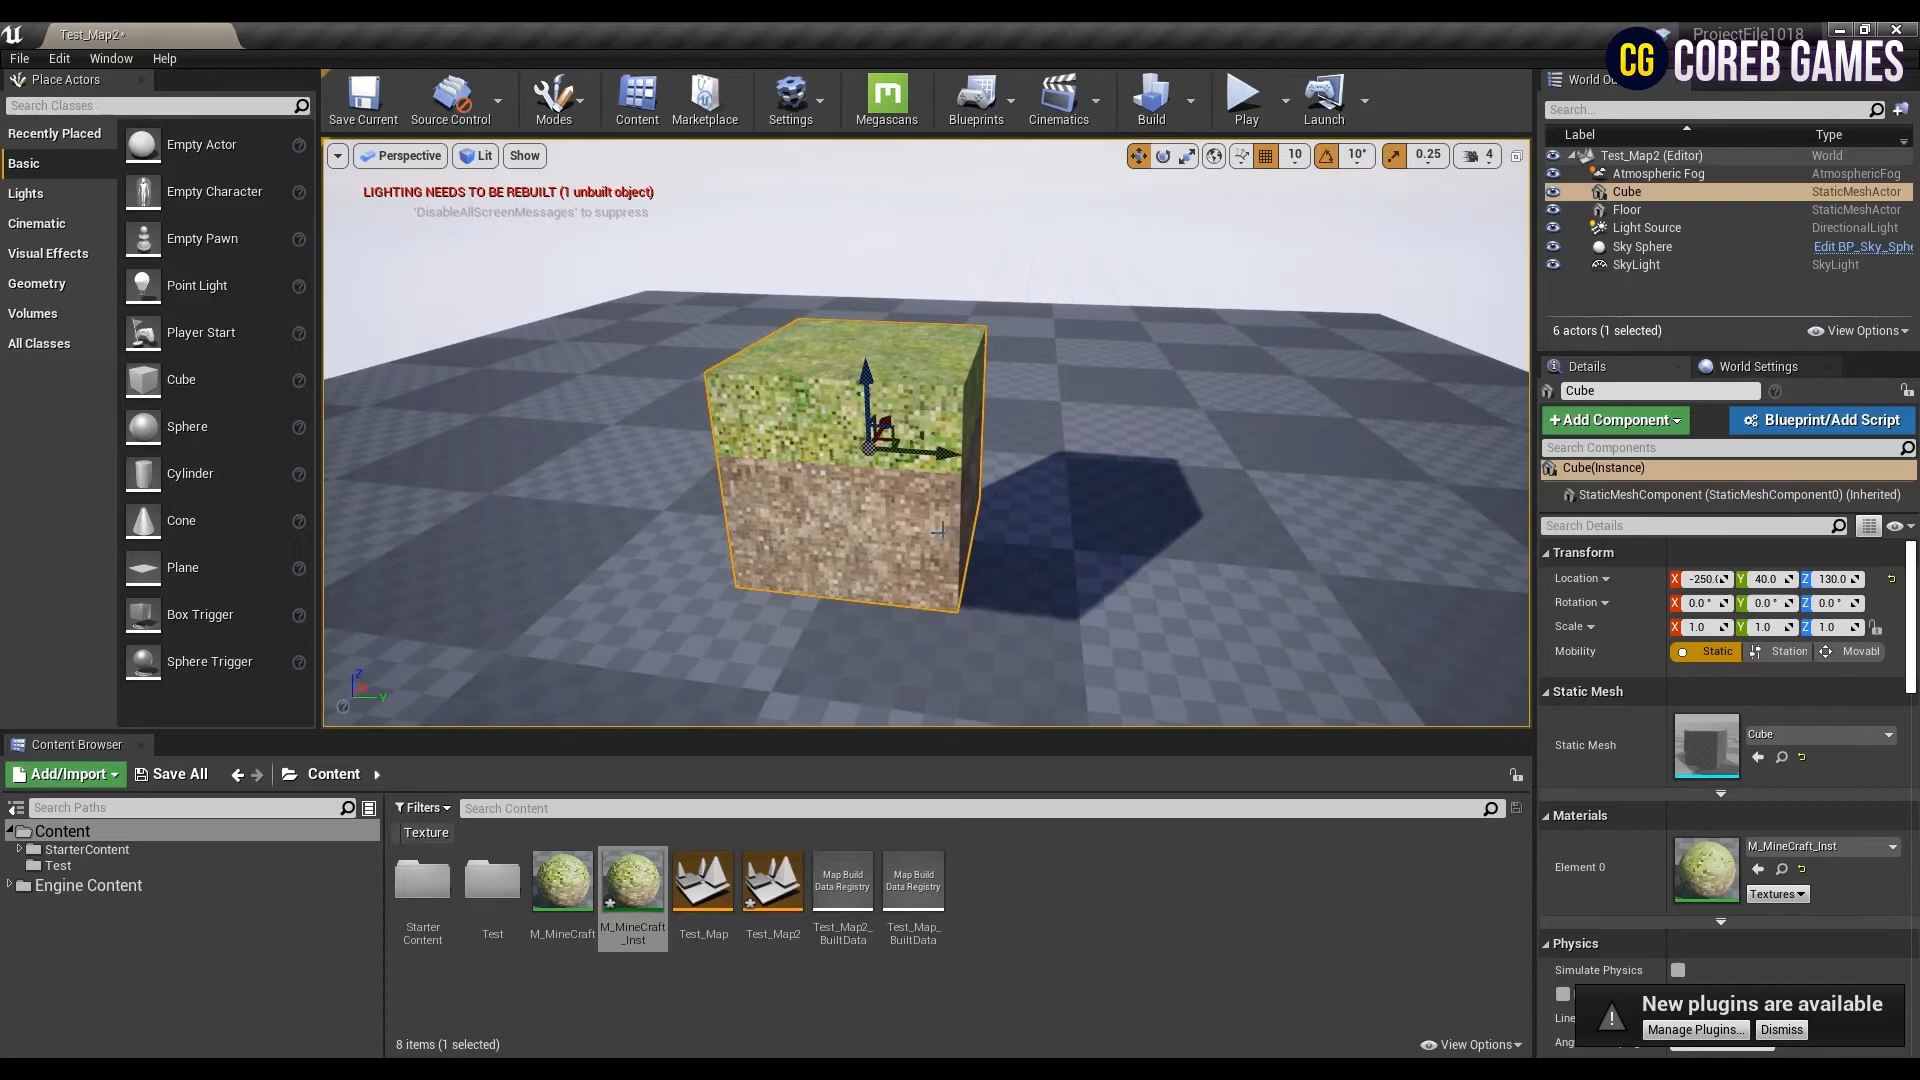 Test_Map2*
ProjectFile1018
CG COREB GAMES
File Edit Window Help
Place Actors
Search Classes
Recently Placed
Basic
Lights
Cinematic
Visual Effects
Geometry
Volumes
All Classes
Empty Actor
Empty Character
Empty Pawn
Point Light
Player Start
Cube
Sphere
Cylinder
Cone
Plane
Box Trigger
Sphere Trigger
Save Current
Source Control
Modes
Content
Marketplace
Settings
Megascans
Blueprints
Cinematics
Build
Play
Launch
Perspective Lit Show
10 10° 0.25 4
LIGHTING NEEDS TO BE REBUILT (1 unbuilt object)
'DisableAllScreenMessages' to suppress
Z
Y
World Ou
Search...
Label Type
Test_Map2 (Editor) World
Atmospheric Fog AtmosphericFog
Cube StaticMeshActor
Floor StaticMeshActor
Light Source DirectionalLight
Sky Sphere Edit BP_Sky_Sphe
SkyLight SkyLight
6 actors (1 selected) View Options
Details World Settings
Cube
+Add Component Blueprint/Add Script
Search Components
Cube(Instance)
StaticMeshComponent (StaticMeshComponent0) (Inherited)
Search Details
Transform
Location X -250.( Y 40.0 Z 130.0
Rotation X 0.0 ° Y 0.0 ° Z 0.0 °
Scale X 1.0 Y 1.0 Z 1.0
Mobility Static Station Movabl
Static Mesh
Static Mesh Cube
Materials
Element 0 M_MineCraft_Inst
Textures
Physics
Simulate Physics
Line
Ang
New plugins are available
Manage Plugins... Dismiss
Content Browser
Add/Import Save All Content
Search Paths
Content
StarterContent
Test
Engine Content
Filters Search Content
Texture
Starter Content
Test
M_MineCraft
M_MineCraft_Inst
Test_Map
Test_Map2
Map Build Data Registry
Test_Map2_BuiltData
Map Build Data Registry
Test_Map_BuiltData
8 items (1 selected) View Options